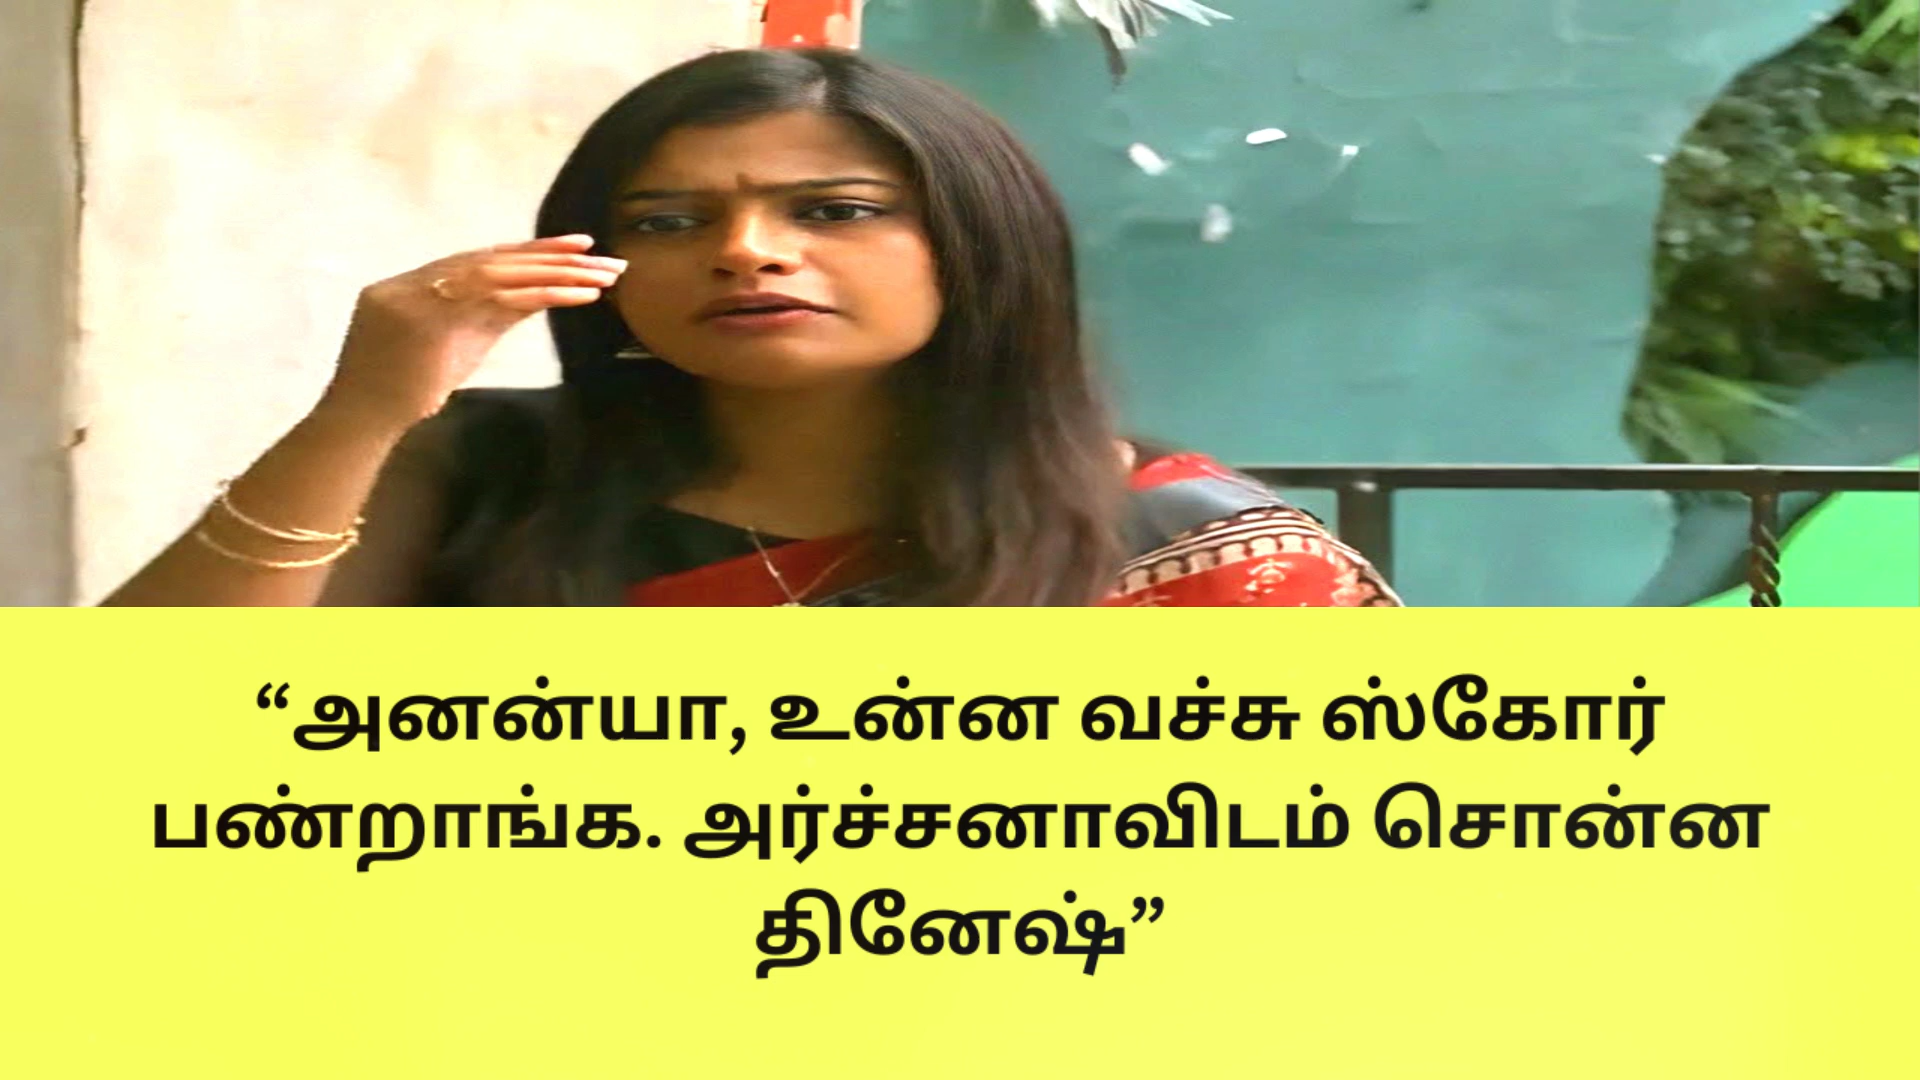 “அனன்யா, உன்ன வச்சு ஸ்கோர்
பண்றாங்க. அர்ச்சனாவிடம் சொன்ன
தினேஷ்”